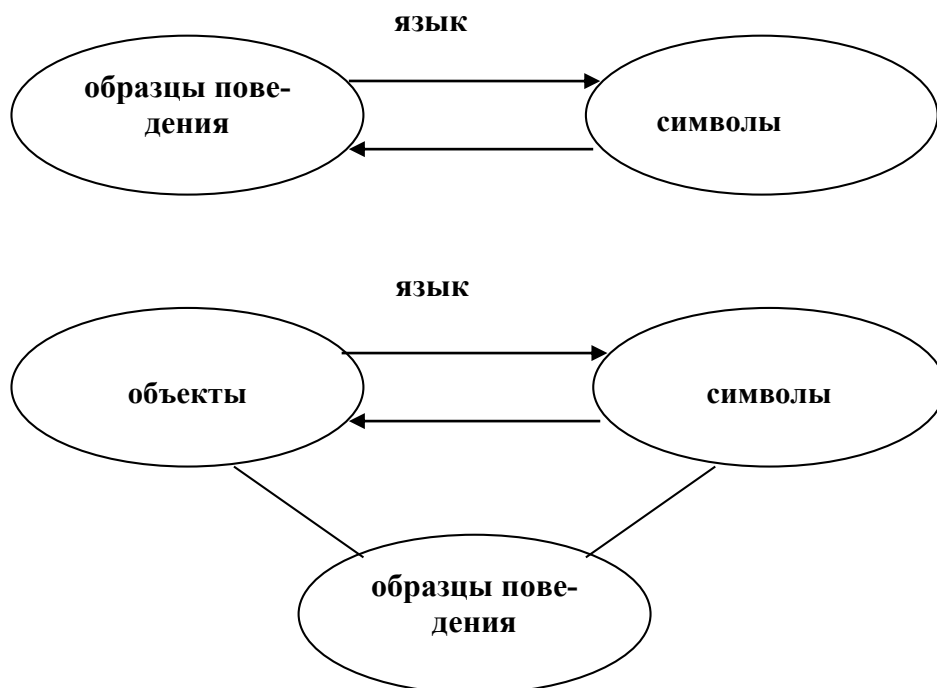 язык
образцы пове-
дения
символы
язык
объекты
символы
образцы пове-
дения